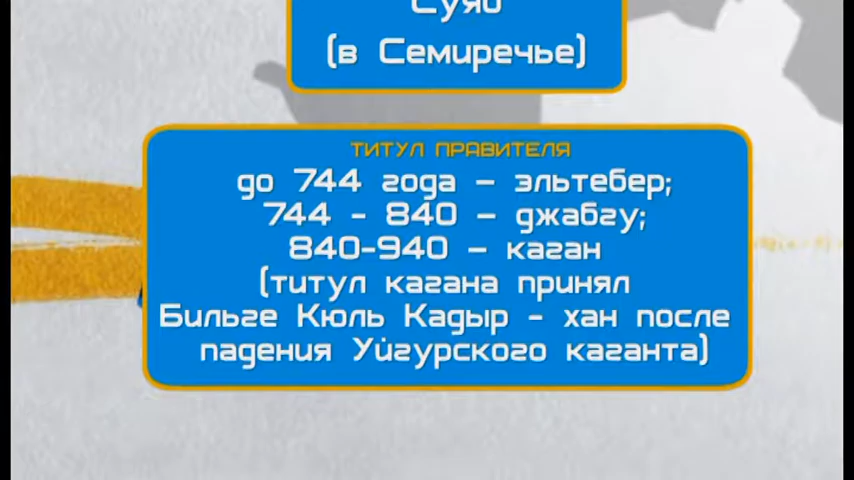 Суяб
(в Семиречье)
ТИТУЛ ПРАВИТЕЛЯ
до 744 года – эльтебер;
744 - 840 – джабгу;
840-940 – каган
(титул кагана принял
Бильге Кюль Кадыр - хан после
падения Уйгурского каганта)